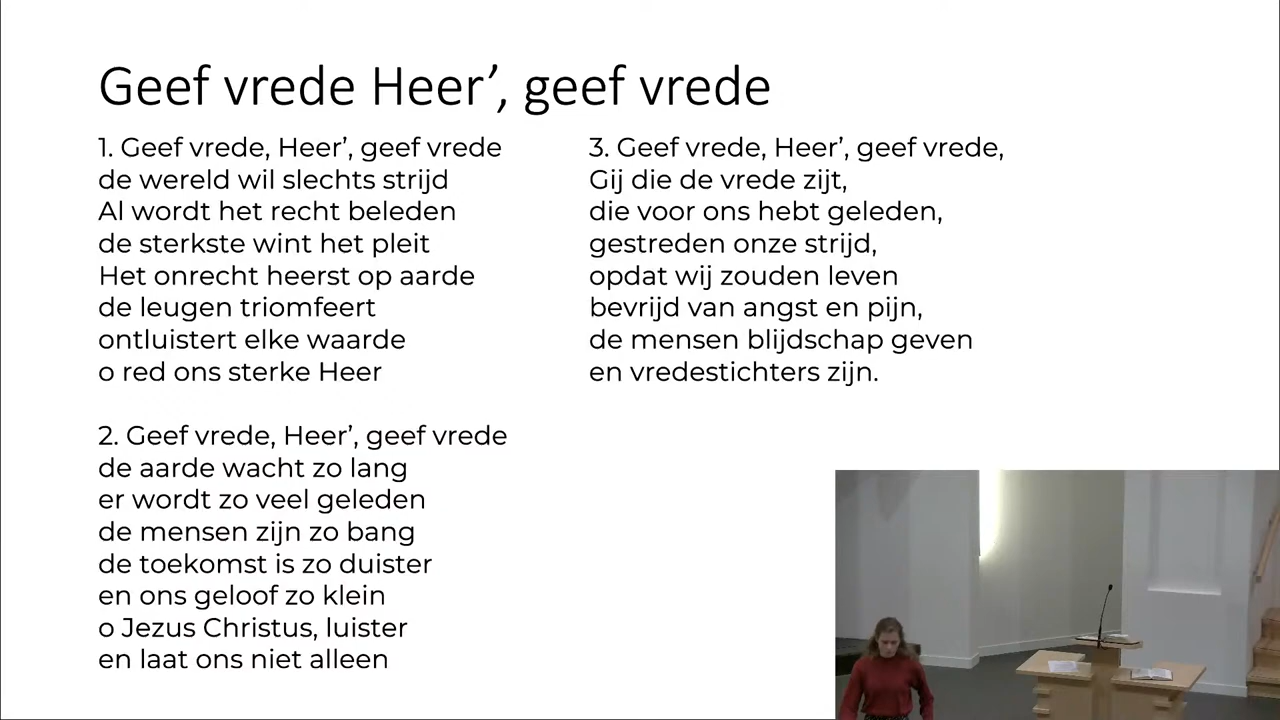 Geef vrede Heer’, geef vrede
1. Geef vrede, Heer’, geef vrede
de wereld wil slechts strijd
Al wordt het recht beleden
de sterkste wint het pleit
Het onrecht heerst op aarde
de leugen triomfeert
ontluistert elke waarde
o red ons sterke Heer
2. Geef vrede, Heer’, geef vrede
de aarde wacht zo lang
er wordt zo veel geleden
de mensen zijn zo bang
de toekomst is zo duister
en ons geloof zo klein
o Jezus Christus, luister
en laat ons niet alleen
3. Geef vrede, Heer’, geef vrede,
Gij die de vrede zijt,
die voor ons hebt geleden,
gestreden onze strijd,
opdat wij zouden leven
bevrijd van angst en pijn,
de mensen blijdschap geven
en vredestichters zijn.